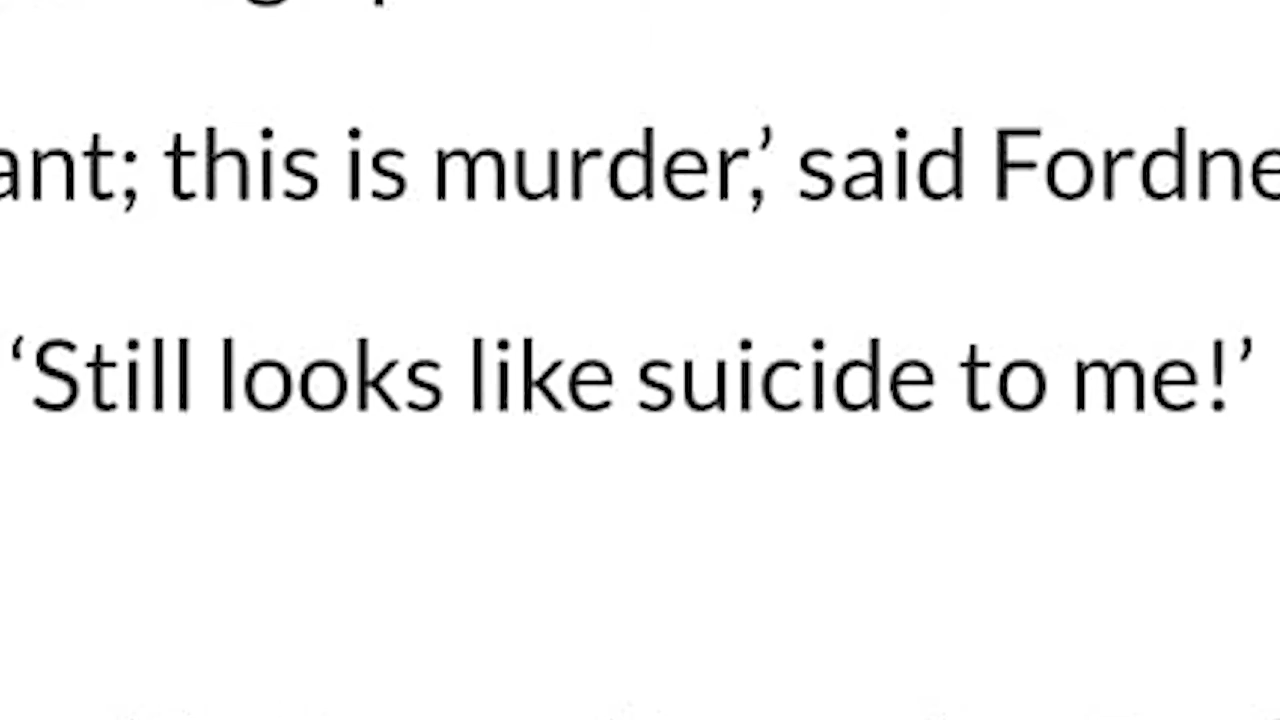 ant; this is murder,’ said Fordne
‘Still looks like suicide to me!’